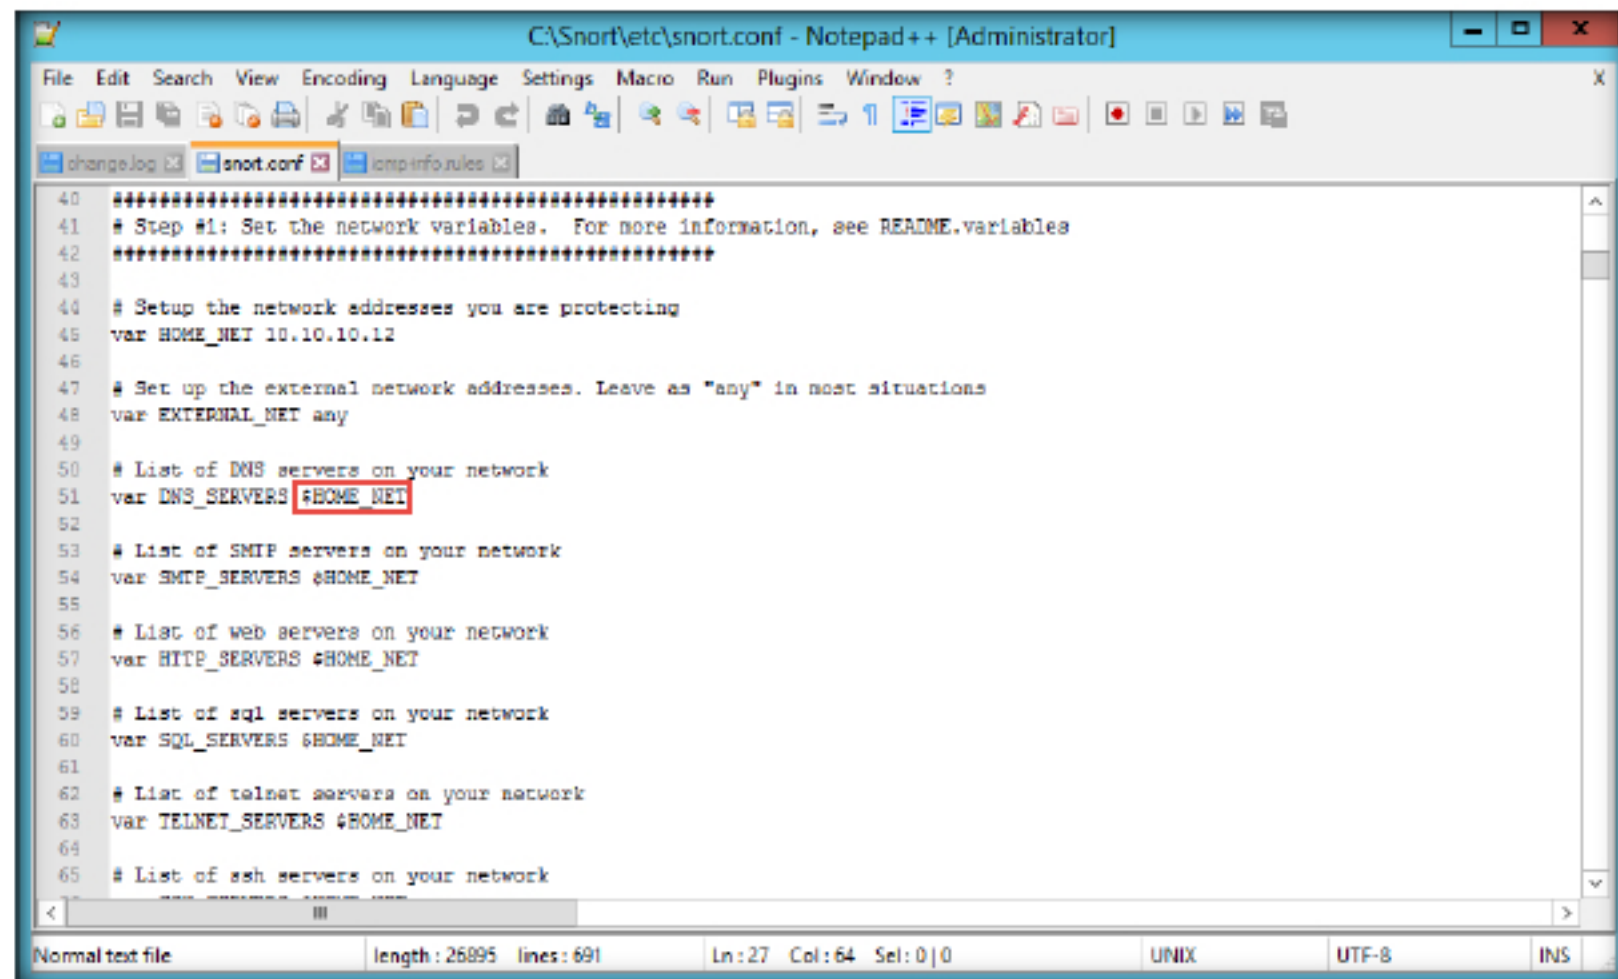 C:\Snort\etc\snort.conf - Notepad++ [Administrator]
File Edit Search View Encoding Language Settings Macro Run Plugins Window ? X
change.log snort.conf icmp-info.rules
40 ###################################################
41 # Step #1: Set the network variables. For more information, see README.variables
42 ###################################################
43
44 # Setup the network addresses you are protecting
45 var HOME_NET 10.10.10.12
46
47 # Set up the external network addresses. Leave as "any" in most situations
48 var EXTERNAL_NET any
49
50 # List of DNS servers on your network
51 var DNS_SERVERS $HOME_NET
52
53 # List of SMTP servers on your network
54 var SMTP_SERVERS $HOME_NET
55
56 # List of web servers on your network
57 var HTTP_SERVERS $HOME_NET
58
59 # List of sql servers on your network
60 var SQL_SERVERS $HOME_NET
61
62 # List of telnet servers on your network
63 var TELNET_SERVERS $HOME_NET
64
65 # List of ssh servers on your network
Normal text file length : 26895 lines : 691 Ln : 27 Col : 64 Sel : 0 | 0 UNIX UTF-8 INS